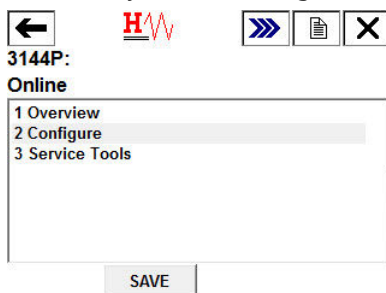 H
3144P:
Online
1 Overview
2 Configure
3 Service Tools
SAVE